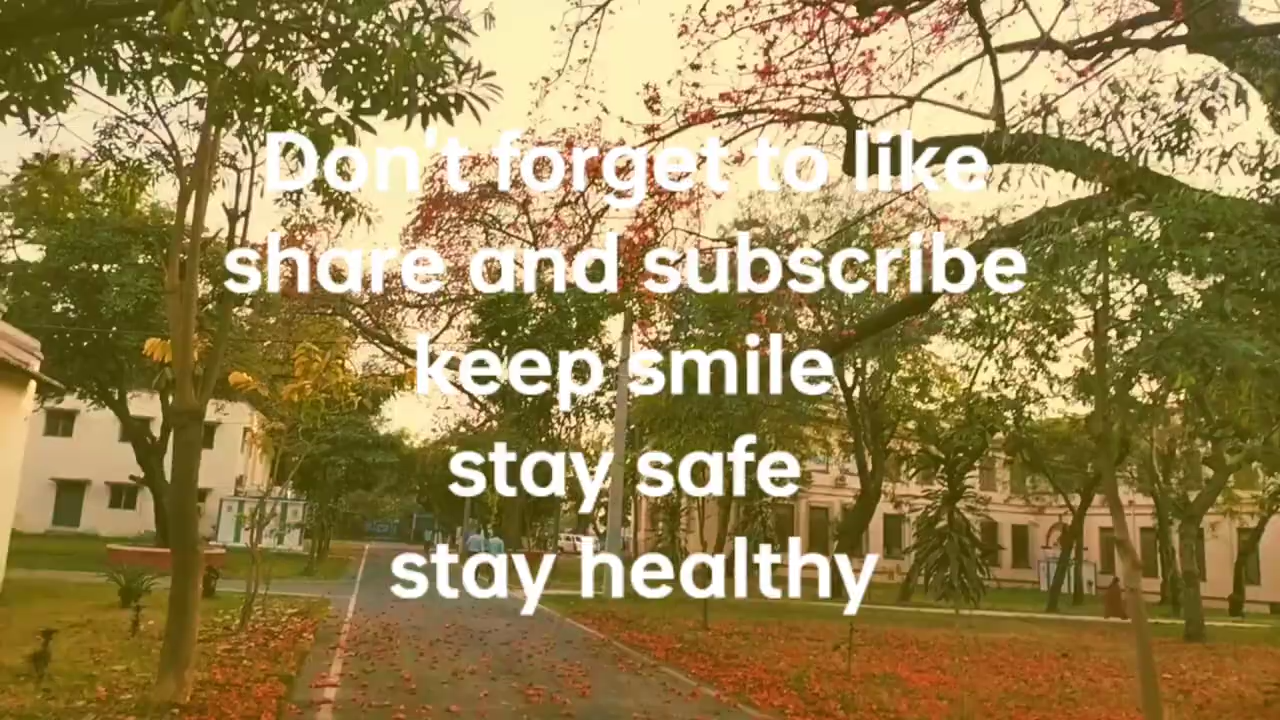 Don't forget to like
share and subscribe
keep smile
stay safe
stay healthy